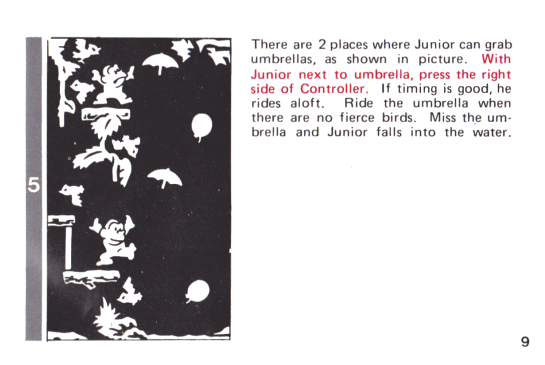 There are 2 places where Junior can grab
umbrellas, as shown in picture. With
Junior next to umbrella, press the right
side of Controller. If timing is good, he
rides aloft. Ride the umbrella when
there are no fierce birds. Miss the um-
brella and Junior falls into the water.
5
9